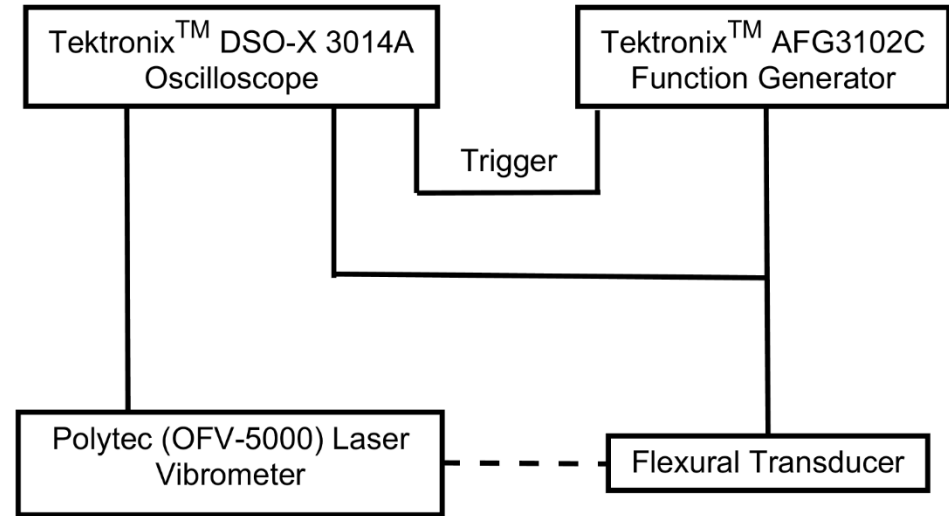 Tektronix™ DSO-X 3014A
Oscilloscope
Tektronix™ AFG3102C
Function Generator
Trigger
Polytec (OFV-5000) Laser
Vibrometer
Flexural Transducer